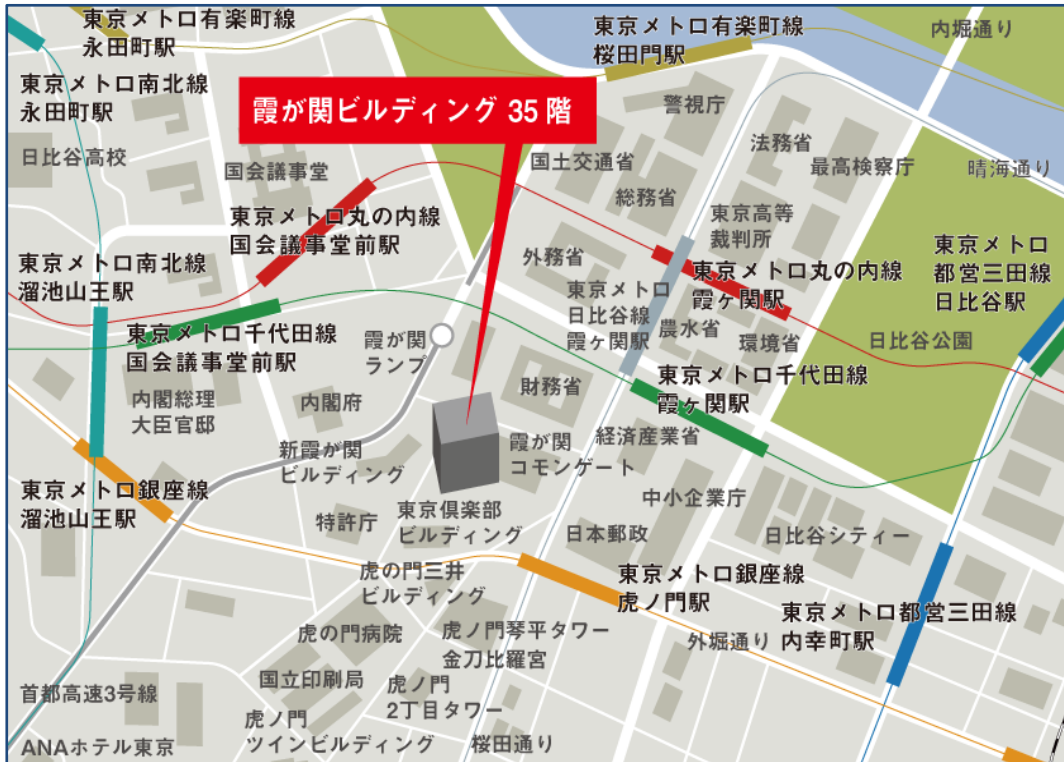 東京メトロ有楽町線
永田町駅
東京メトロ有楽町線
桜田門駅
内堀通り
東京メトロ南北線
永田町駅
霞が関ビルディング 35 階
警視庁
日比谷高校
国会議事堂
国土交通省
法務省
最高検察庁
晴海通り
総務省
東京メトロ丸の内線
国会議事堂前駅
東京高等
裁判所
東京メトロ
都営三田線
日比谷駅
東京メトロ南北線
溜池山王駅
外務省
東京メトロ丸の内線
霞ヶ関駅
東京メトロ
日比谷線
霞ヶ関駅
農水省
環境省
日比谷公園
東京メトロ千代田線
国会議事堂前駅
霞が関
ランプ
財務省
東京メトロ千代田線
霞ヶ関駅
内閣総理
大臣官邸
内閣府
新霞が関
ビルディング
霞が関
コモンゲート
経済産業省
東京メトロ銀座線
溜池山王駅
特許庁
東京倶楽部
ビルディング
中小企業庁
日本郵政
日比谷シティー
虎の門三井
ビルディング
東京メトロ銀座線
虎ノ門駅
東京メトロ都営三田線
内幸町駅
虎の門病院
虎ノ門琴平タワー
金刀比羅宮
外堀通り
国立印刷局
虎ノ門
2丁目タワー
首都高速3号線
虎ノ門
ツインビルディング
桜田通り
ANAホテル東京